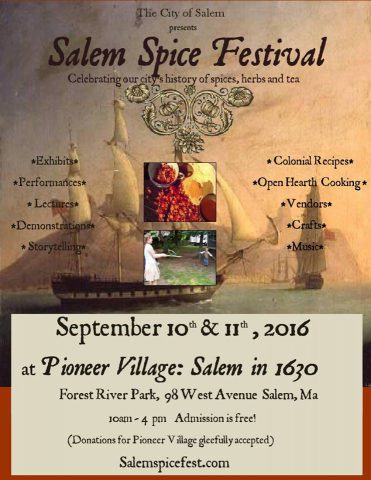 The City of Salem
presents
Salem Spice Festival
Celebrating our city's history of spices, herbs and tea
*Exhibits*
*Performances*
*Lectures*
*Demonstrations*
*Storytelling*
*Colonial Recipes*
*Open Hearth Cooking*
*Vendors*
*Crafts*
*Music*
September 10th & 11th, 2016
at Pioneer Village: Salem in 1630
Forest River Park, 98 West Avenue Salem, Ma
10am - 4 pm Admission is free!
(Donations for Pioneer Village gleefully accepted)
Salemspicefest.com